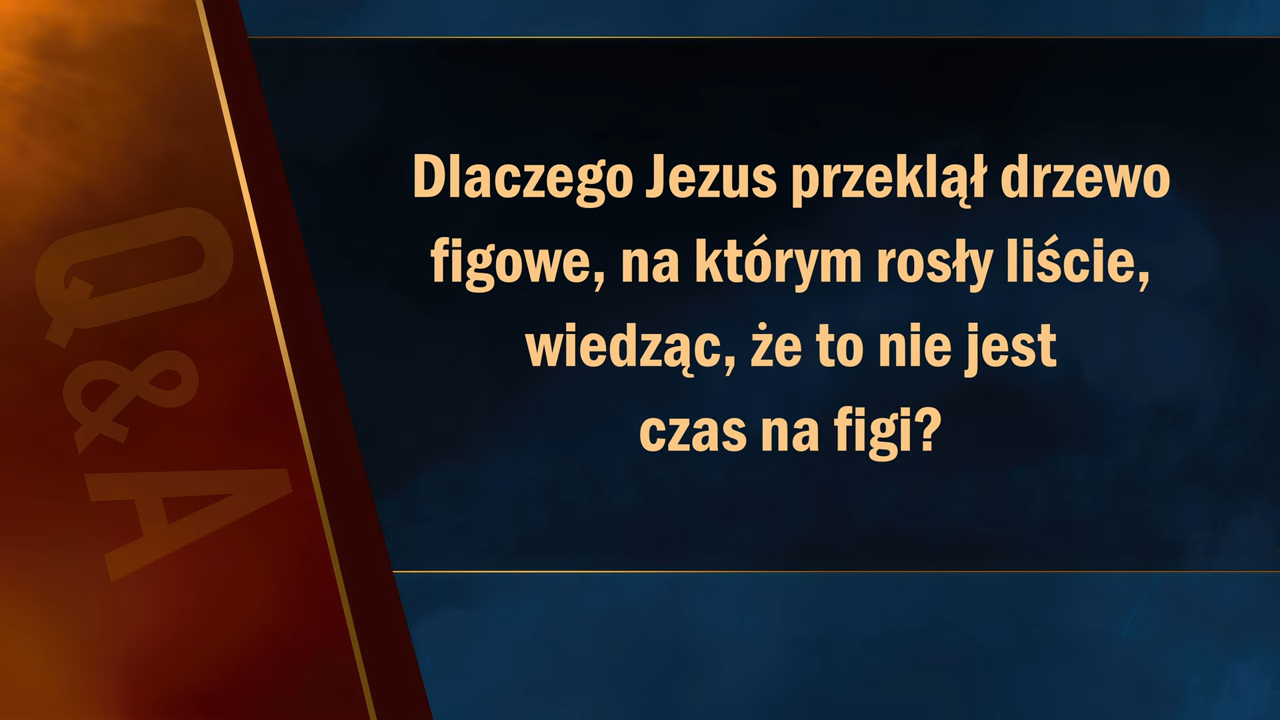 Dlaczego Jezus przeklął drzewo
figowe, na którym rosły liście,
wiedząc, że to nie jest
czas na figi?
Q&A